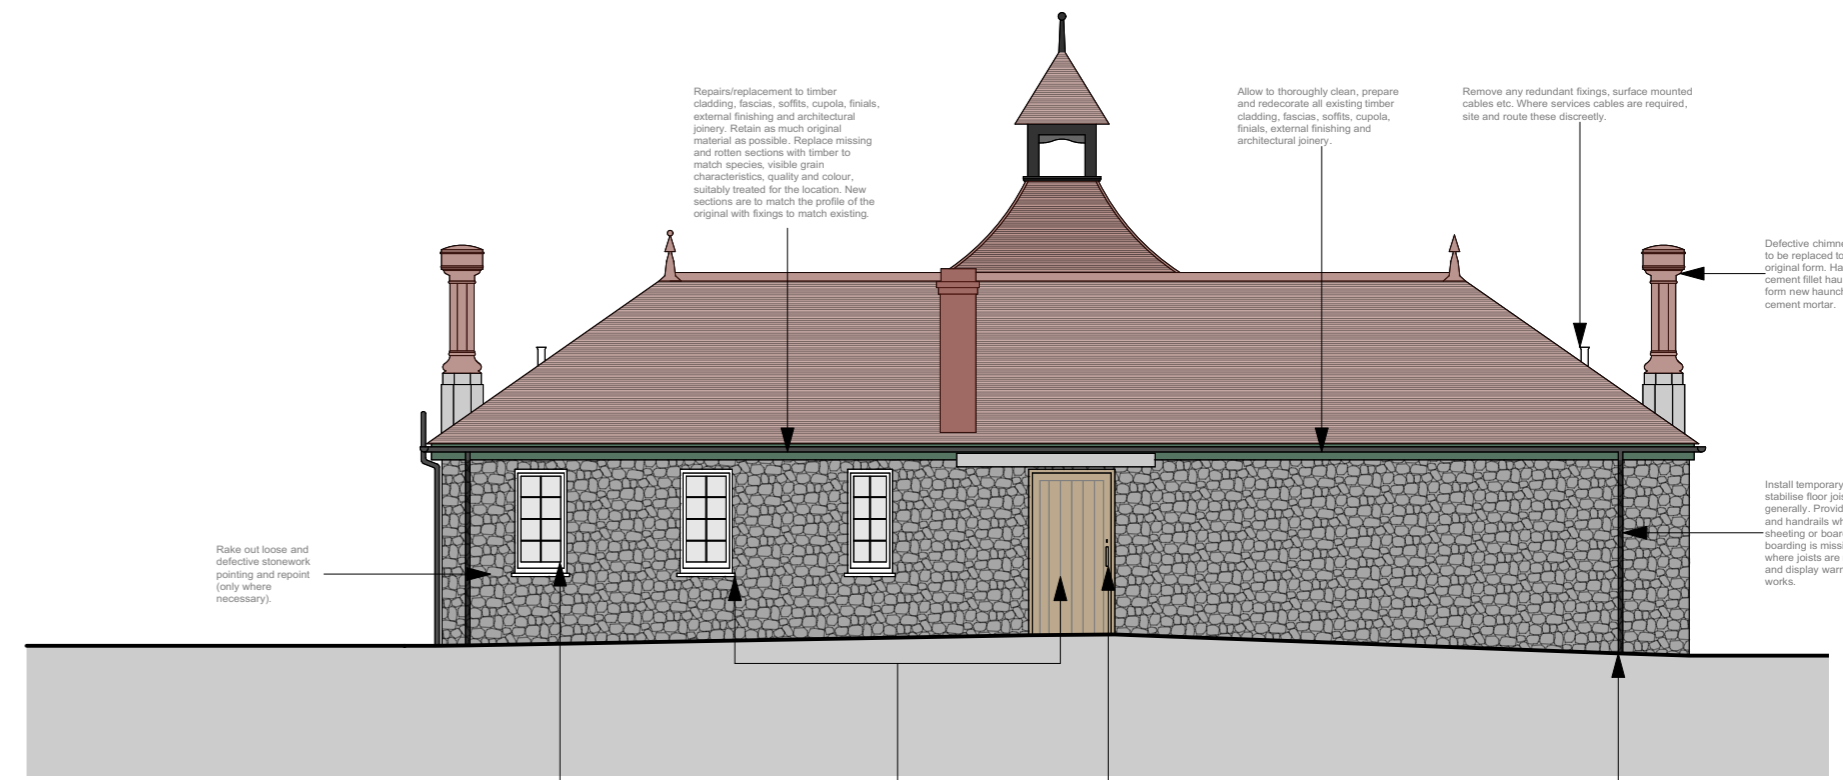 Repairs/replacement to timber
cladding, fascias, soffits, cupola, finials,
external finishing and architectural
joinery. Retain as much original
material as possible. Replace missing
and rotten sections with timber to
match species, visible grain
characteristics, quality and colour,
suitably treated for the location. New
sections are to match the profile of the
original with fixings to match existing.
Allow to thoroughly clean, prepare
and redecorate all existing timber
cladding, fascias, soffits, cupola,
finials, external finishing and
architectural joinery.
Remove any redundant fixings, surface mounted
cables etc. Where services cables are required,
site and route these discreetly.
Defective chimne
to be replaced to
original form. Ha
cement fillet hau
form new haunch
cement mortar.
Rake out loose and
defective stonework
pointing and repoint
(only where
necessary).
Install temporary
stabilise floor jois
generally. Provid
and handrails wh
sheeting or boar
boarding is missi
where joists are
and display warr
works.